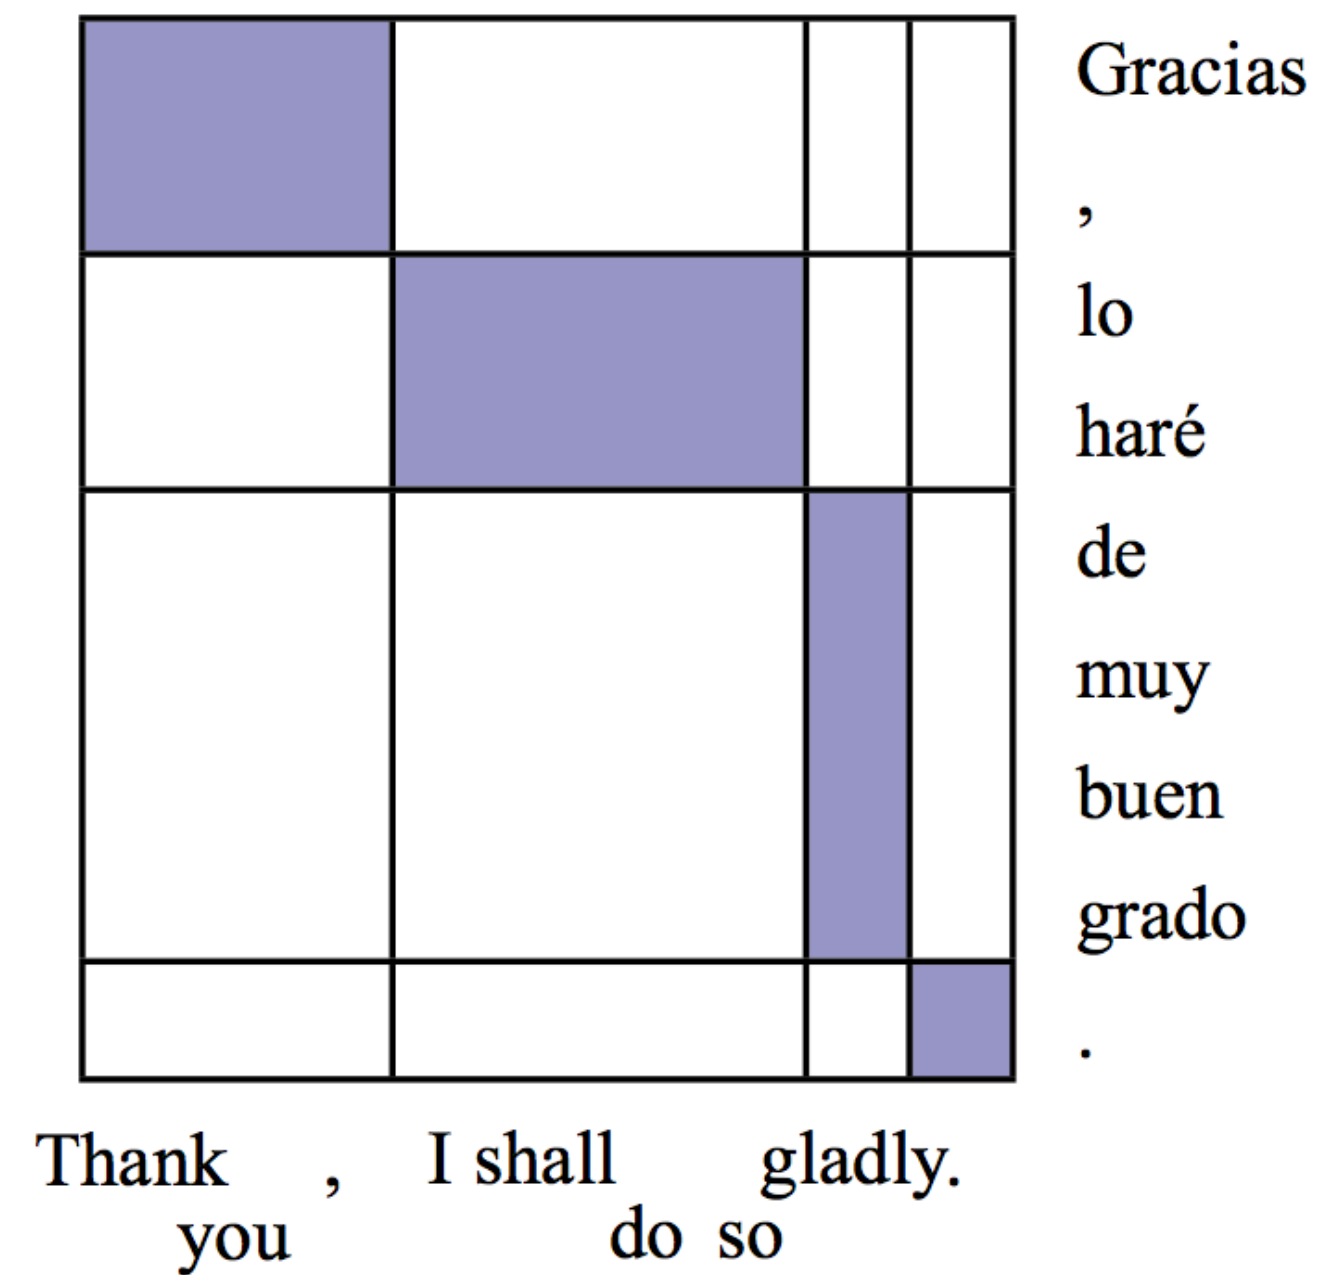 Gracias
,
lo
haré
de
muy
buen
grado
.
Thank , I shall gladly.
you do so